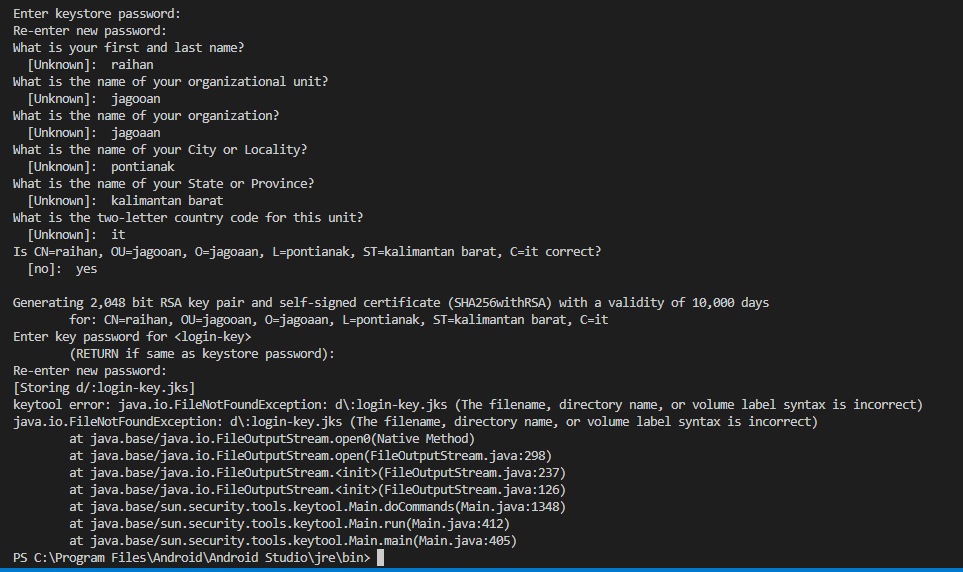 Enter keystore password:
Re-enter new password:
What is your first and last name?
[Unknown]:  raihan
What is the name of your organizational unit?
[Unknown]:  jagooan
What is the name of your organization?
[Unknown]:  jagoaan
What is the name of your City or Locality?
[Unknown]:  pontianak
What is the name of your State or Province?
[Unknown]:  kalimantan barat
What is the two-letter country code for this unit?
[Unknown]:  it
Is CN=raihan, OU=jagooan, O=jagoaan, L=pontianak, ST=kalimantan barat, C=it correct?
[no]:  yes
Generating 2,048 bit RSA key pair and self-signed certificate (SHA256withRSA) with a validity of 10,000 days
for: CN=raihan, OU=jagooan, O=jagoaan, L=pontianak, ST=kalimantan barat, C=it
Enter key password for <login-key>
(RETURN if same as keystore password):
Re-enter new password:
[Storing d/:login-key.jks]
keytool error: java.io.FileNotFoundException: d\:login-key.jks (The filename, directory name, or volume label syntax is incorrect)
java.io.FileNotFoundException: d\:login-key.jks (The filename, directory name, or volume label syntax is incorrect)
at java.base/java.io.FileOutputStream.open0(Native Method)
at java.base/java.io.FileOutputStream.open(FileOutputStream.java:298)
at java.base/java.io.FileOutputStream.<init>(FileOutputStream.java:237)
at java.base/java.io.FileOutputStream.<init>(FileOutputStream.java:126)
at java.base/sun.security.tools.keytool.Main.doCommands(Main.java:1348)
at java.base/sun.security.tools.keytool.Main.run(Main.java:412)
at java.base/sun.security.tools.keytool.Main.main(Main.java:405)
PS C:\Program Files\Android\Android Studio\jre\bin>